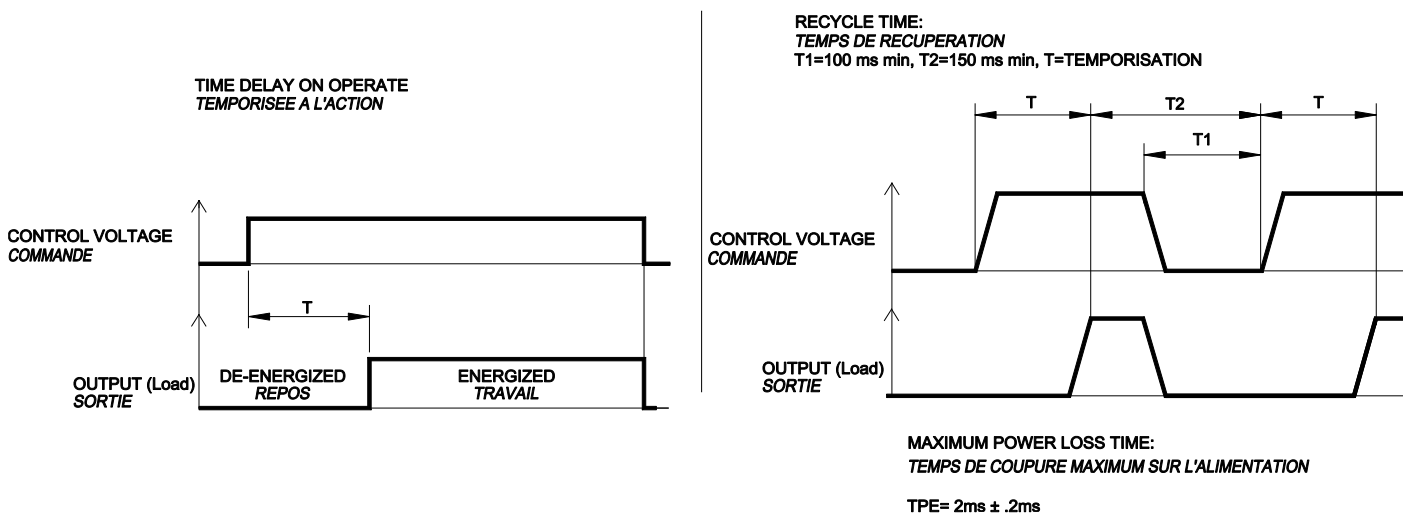 TIME DELAY ON OPERATE
TEMPORISEE A L'ACTION
CONTROL VOLTAGE
COMMANDE
T
OUTPUT (Load)
SORTIE
DE-ENERGIZED
REPOS
ENERGIZED
TRAVAIL
RECYCLE TIME:
TEMPS DE RECUPERATION
T1=100 ms min, T2=150 ms min, T=TEMPORISATION
T
T2
T
T1
CONTROL VOLTAGE
COMMANDE
OUTPUT (Load)
SORTIE
MAXIMUM POWER LOSS TIME:
TEMPS DE COUPURE MAXIMUM SUR L'ALIMENTATION
TPE= 2ms ± .2ms